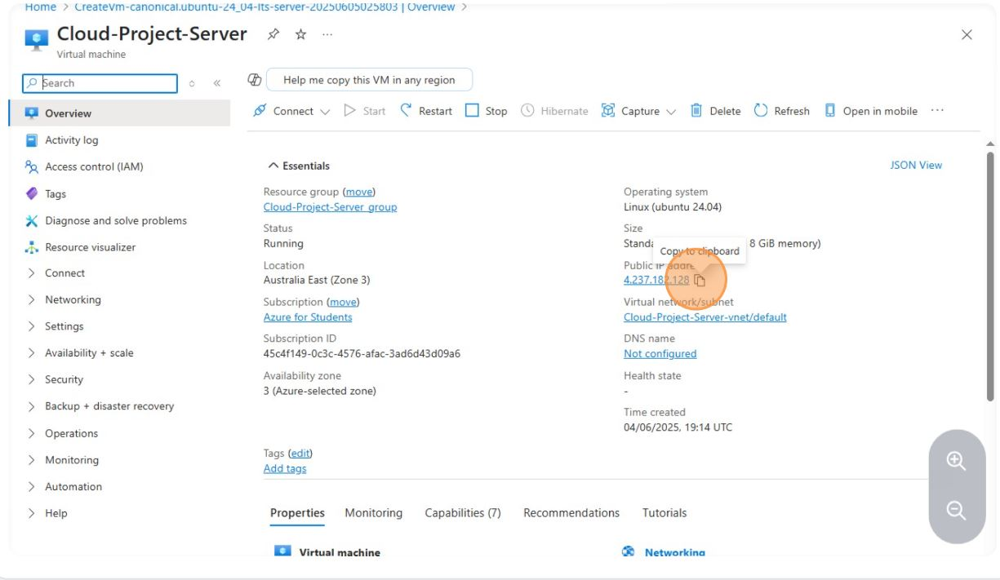 Home > CreateVm-canonical.ubuntu-24_04-lts-server-20250605025803 | Overview >
Cloud-Project-Server
Virtual machine
Search
Help me copy this VM in any region
Connect Start Restart Stop Hibernate Capture Delete Refresh Open in mobile ...
Overview
Activity log
Access control (IAM)
Tags
Diagnose and solve problems
Resource visualizer
Connect
Networking
Settings
Availability + scale
Security
Backup + disaster recovery
Operations
Monitoring
Automation
Help
Essentials
JSON View
Resource group (move)
Cloud-Project-Server_group
Status
Running
Location
Australia East (Zone 3)
Subscription (move)
Azure for Students
Subscription ID
45c4f149-0c3c-4576-afac-3ad6d43d09a6
Availability zone
3 (Azure-selected zone)
Operating system
Linux (ubuntu 24.04)
Size
8 GiB memory)
Copy to clipboard
Public IP
4.237.182.128
Virtual network/subnet
Cloud-Project-Server-vnet/default
DNS name
Not configured
Health state
-
Time created
04/06/2025, 19:14 UTC
Tags (edit)
Add tags
Properties Monitoring Capabilities (7) Recommendations Tutorials
Virtual machine
Networking